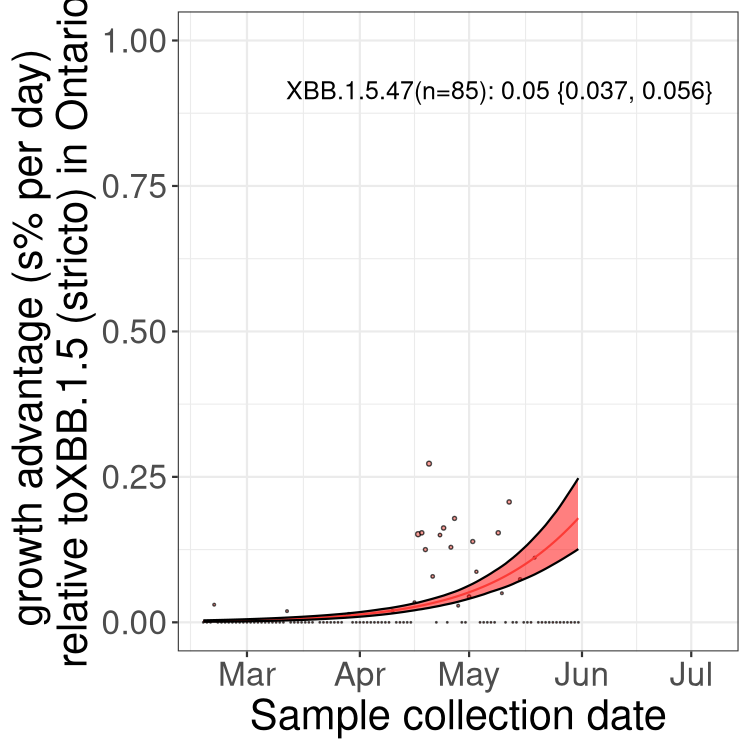 growth advantage (s% per day)
relative toXBB.1.5 (stricto) in Ontario
1.00
0.75
0.50
0.25
0.00
XBB.1.5.47(n=85): 0.05 {0.037, 0.056}
Mar Apr May Jun Jul
Sample collection date